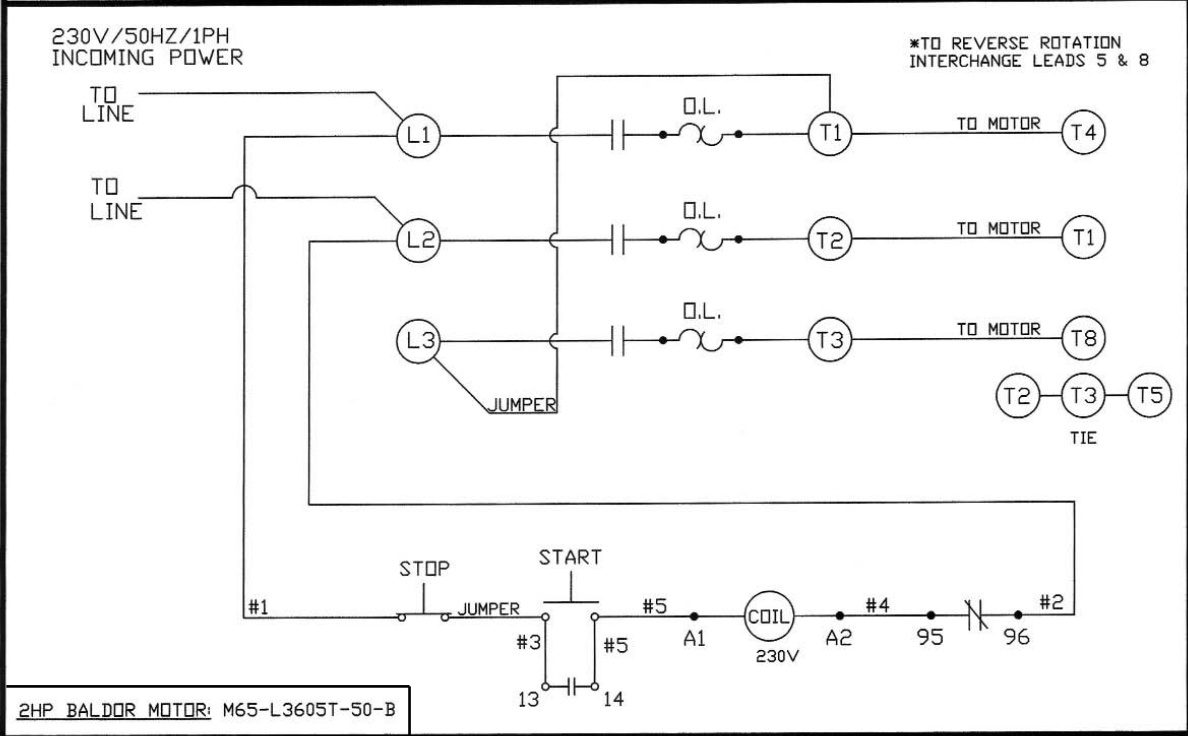 230V/50HZ/1PH
INCOMING POWER
*TO REVERSE ROTATION
INTERCHANGE LEADS 5 & 8
TO
LINE
L1
O.L.
T1
TO MOTOR
T4
TO
LINE
L2
O.L.
T2
TO MOTOR
T1
L3
O.L.
T3
TO MOTOR
T8
JUMPER
T2
T3
T5
TIE
STOP
START
#1
JUMPER
#3
#5
#5
A1
COIL
230V
A2
#4
95
96
#2
13
14
2HP BALDOR MOTOR: M65-L3605T-50-B